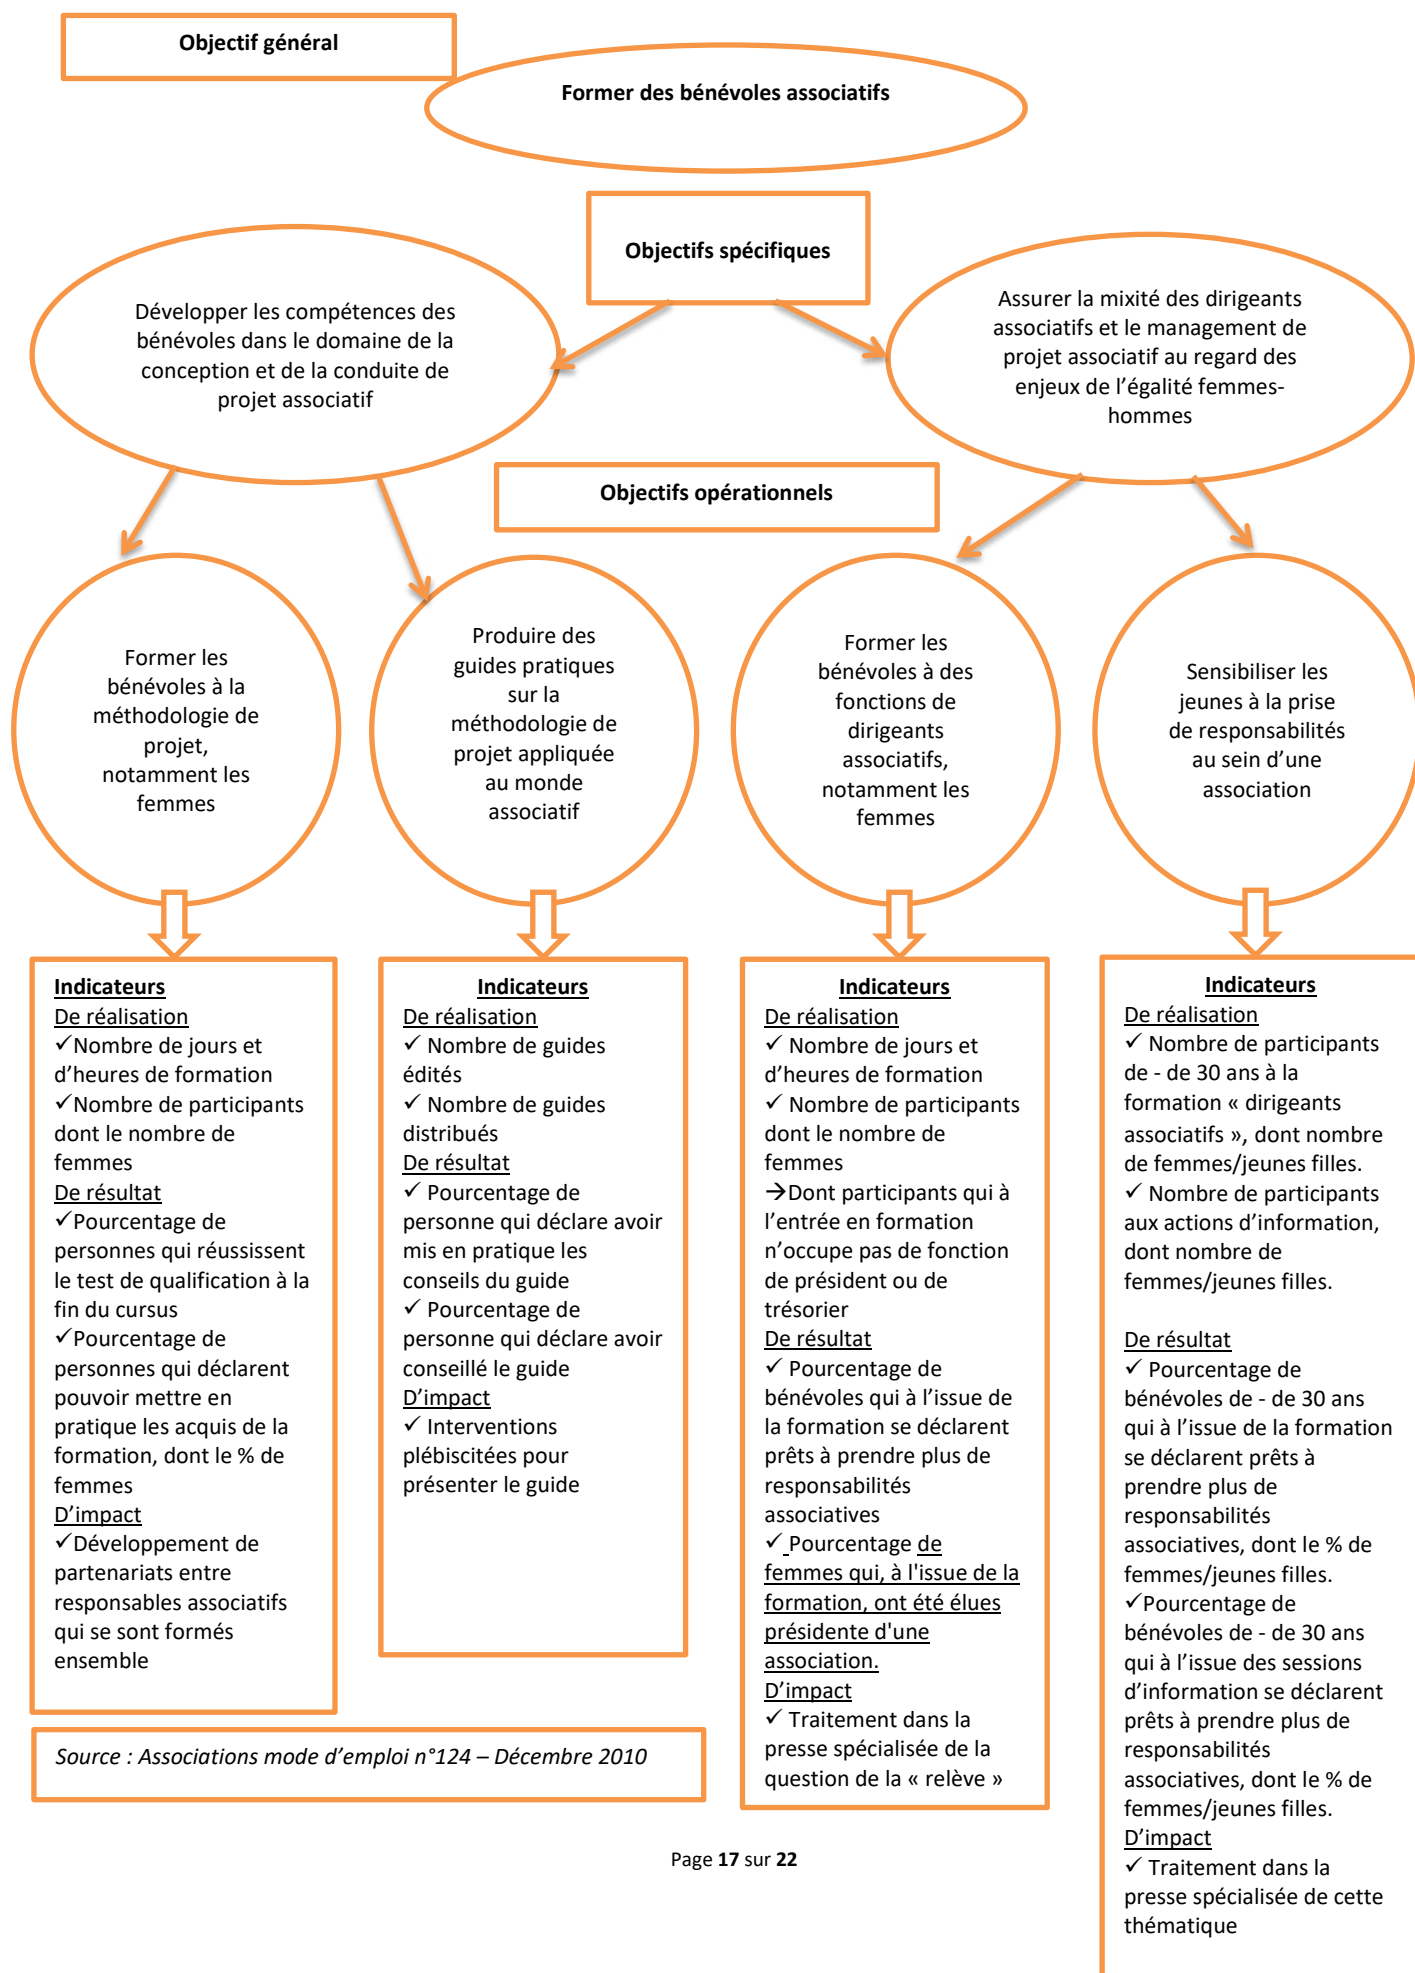 Objectif général
Former des bénévoles associatifs
Objectifs spécifiques
Développer les compétences des
bénévoles dans le domaine de la
conception et de la conduite de
projet associatif
Assurer la mixité des dirigeants
associatifs et le management de
projet associatif au regard des
enjeux de l’égalité femmes-
hommes
Objectifs opérationnels
Former les
bénévoles à la
méthodologie de
projet,
notamment les
femmes
Produire des
guides pratiques
sur la
méthodologie de
projet appliquée
au monde
associatif
Former les
bénévoles à des
fonctions de
dirigeants
associatifs,
notamment les
femmes
Sensibiliser les
jeunes à la prise
de responsabilités
au sein d’une
association
Indicateurs
De réalisation
✓Nombre de jours et
d’heures de formation
✓Nombre de participants
dont le nombre de
femmes
De résultat
✓Pourcentage de
personnes qui réussissent
le test de qualification à la
fin du cursus
✓Pourcentage de
personnes qui déclarent
pouvoir mettre en
pratique les acquis de la
formation, dont le % de
femmes
D’impact
✓Développement de
partenariats entre
responsables associatifs
qui se sont formés
ensemble
Indicateurs
De réalisation
✓ Nombre de guides
édités
✓ Nombre de guides
distribués
De résultat
✓ Pourcentage de
personne qui déclare avoir
mis en pratique les
conseils du guide
✓ Pourcentage de
personne qui déclare avoir
conseillé le guide
D’impact
✓ Interventions
plébiscitées pour
présenter le guide
Indicateurs
De réalisation
✓ Nombre de jours et
d’heures de formation
✓ Nombre de participants
dont le nombre de
femmes
→Dont participants qui à
l’entrée en formation
n’occupe pas de fonction
de président ou de
trésorier
De résultat
✓ Pourcentage de
bénévoles qui à l’issue de
la formation se déclarent
prêts à prendre plus de
responsabilités
associatives
✓ Pourcentage de
femmes qui, à l'issue de la
formation, ont été élues
présidente d'une
association.
D’impact
✓ Traitement dans la
presse spécialisée de la
question de la « relève »
Indicateurs
De réalisation
✓ Nombre de participants
de - de 30 ans à la
formation « dirigeants
associatifs », dont nombre
de femmes/jeunes filles.
✓ Nombre de participants
aux actions d’information,
dont nombre de
femmes/jeunes filles.
De résultat
✓ Pourcentage de
bénévoles de - de 30 ans
qui à l’issue de la formation
se déclarent prêts à
prendre plus de
responsabilités
associatives, dont le % de
femmes/jeunes filles.
✓Pourcentage de
bénévoles de - de 30 ans
qui à l’issue des sessions
d’information se déclarent
prêts à prendre plus de
responsabilités
associatives, dont le % de
femmes/jeunes filles.
D’impact
✓ Traitement dans la
presse spécialisée de cette
thématique
Source : Associations mode d’emploi n°124 – Décembre 2010
Page 17 sur 22